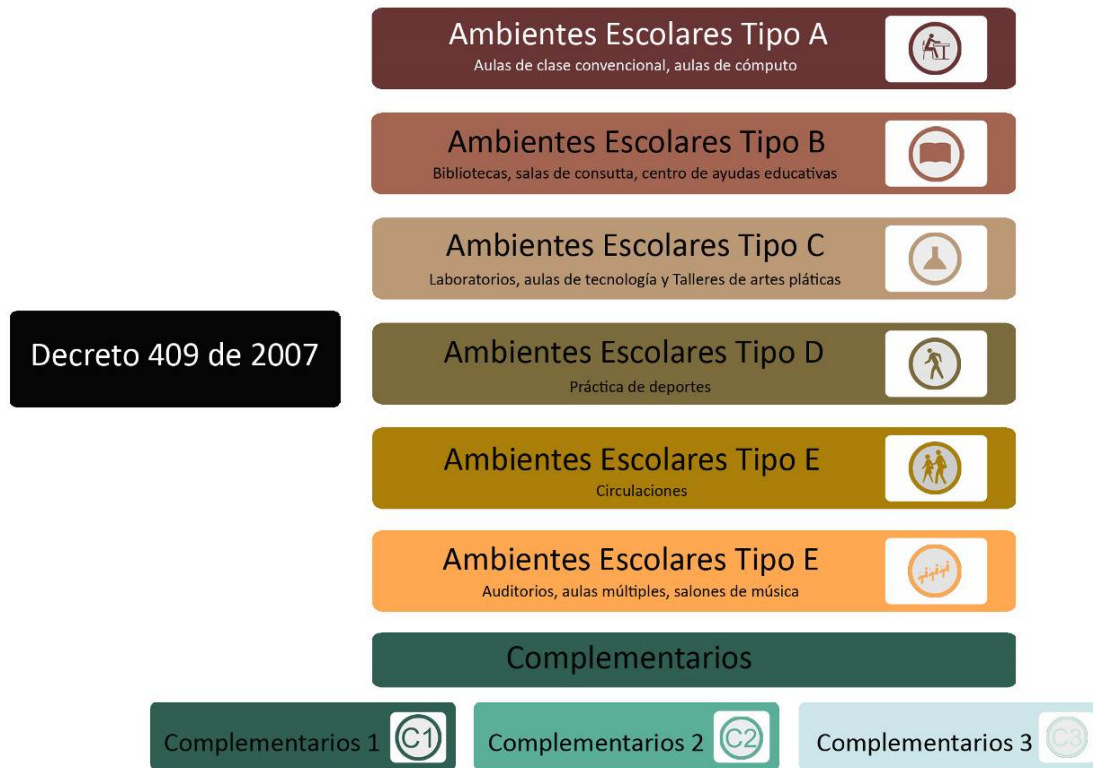 Ambientes Escolares Tipo A
Aulas de clase convencional, aulas de cómputo
Ambientes Escolares Tipo B
Bibliotecas, salas de consutta, centro de ayudas educativas
Ambientes Escolares Tipo C
Laboratorios, aulas de tecnología y Talleres de artes pláticas
Decreto 409 de 2007
Ambientes Escolares Tipo D
Práctica de deportes
Ambientes Escolares Tipo E
Circulaciones
Ambientes Escolares Tipo E
Auditorios, aulas múltiples, salones de música
Complementarios
Complementarios 1 C1
Complementarios 2 C2
Complementarios 3 C3